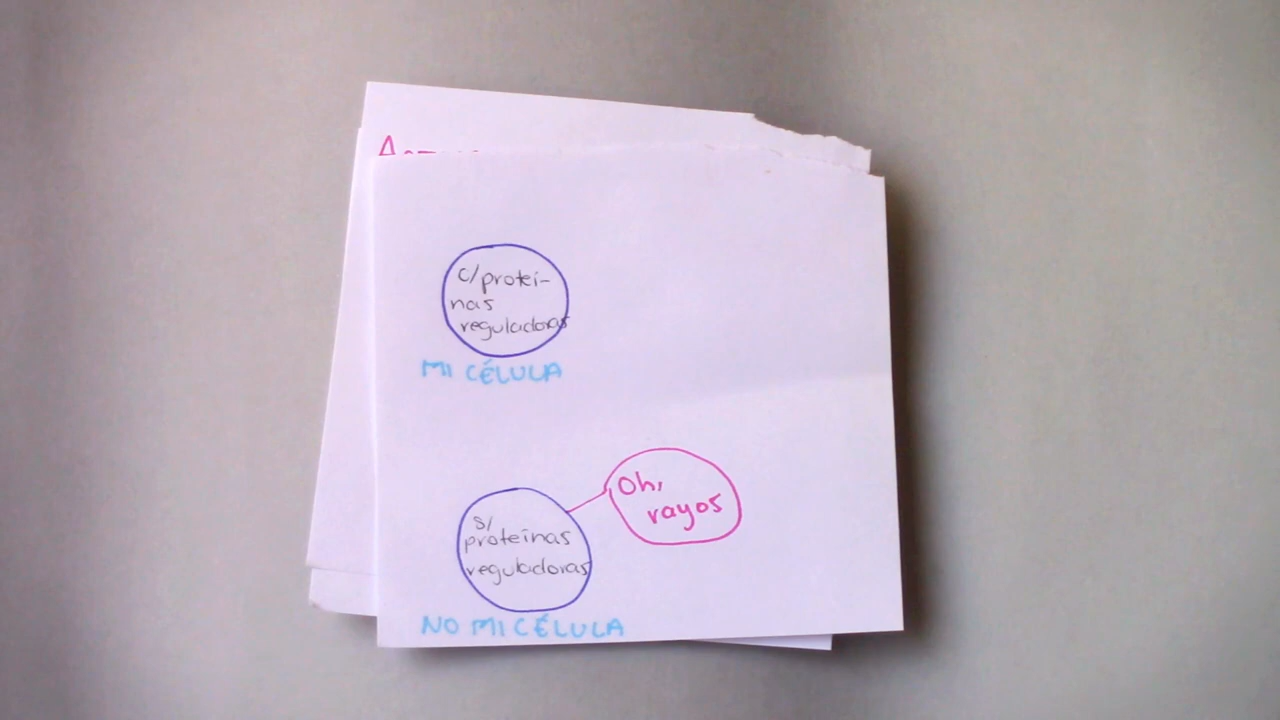 c/proteí-
nas
reguladoras
MI CÉLULA
Oh,
rayos
s/
proteínas
reguladoras
NO MI CÉLULA